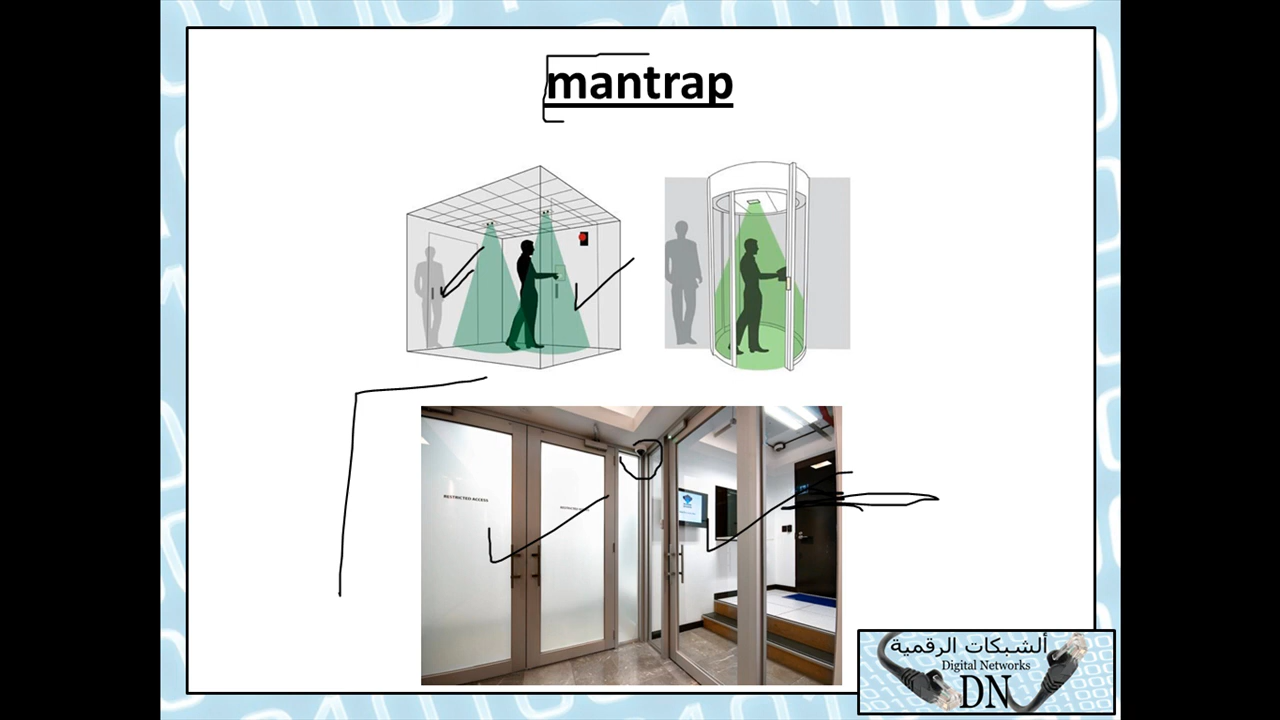 mantrap
RESTRICTED ACCESS
ألشبكات الرقمية
Digital Networks
DN